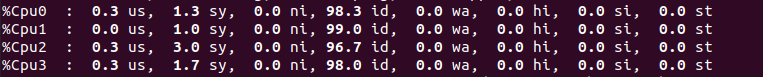 %Cpu0  :  0.3 us,  1.3 sy,  0.0 ni, 98.3 id,  0.0 wa,  0.0 hi,  0.0 si,  0.0 st
%Cpu1  :  0.0 us,  1.0 sy,  0.0 ni, 99.0 id,  0.0 wa,  0.0 hi,  0.0 si,  0.0 st
%Cpu2  :  0.3 us,  3.0 sy,  0.0 ni, 96.7 id,  0.0 wa,  0.0 hi,  0.0 si,  0.0 st
%Cpu3  :  0.3 us,  1.7 sy,  0.0 ni, 98.0 id,  0.0 wa,  0.0 hi,  0.0 si,  0.0 st